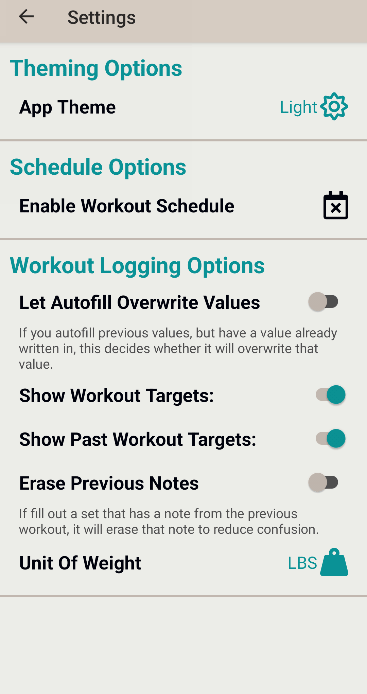 Settings
Theming Options
App Theme
Light
Schedule Options
Enable Workout Schedule
Workout Logging Options
Let Autofill Overwrite Values
If you autofill previous values, but have a value already
written in, this decides whether it will overwrite that
value.
Show Workout Targets:
Show Past Workout Targets:
Erase Previous Notes
If fill out a set that has a note from the previous
workout, it will erase that note to reduce confusion.
Unit Of Weight
LBS